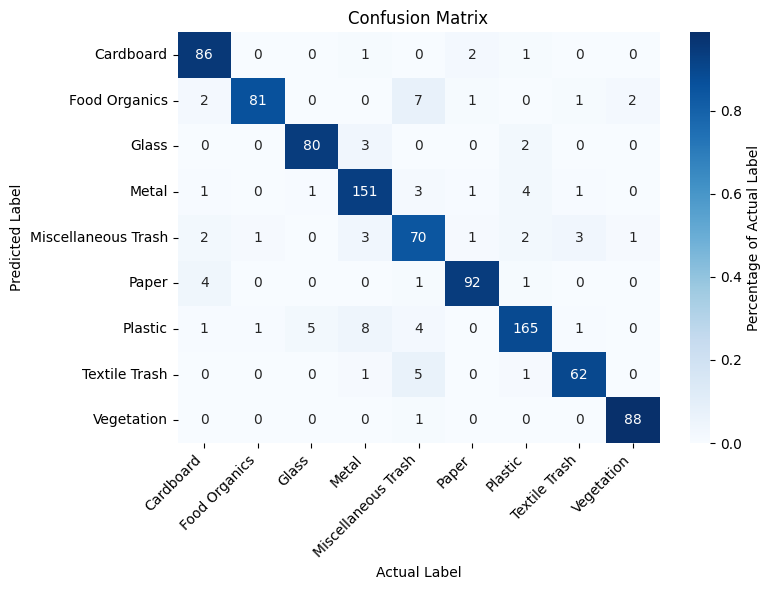 Confusion Matrix
Predicted Label
Cardboard 86 0 0 1 0 2 1 0 0
Food Organics 2 81 0 0 7 1 0 1 2
Glass 0 0 80 3 0 0 2 0 0
Metal 1 0 1 151 3 1 4 1 0
Miscellaneous Trash 2 1 0 3 70 1 2 3 1
Paper 4 0 0 0 1 92 1 0 0
Plastic 1 1 5 8 4 0 165 1 0
Textile Trash 0 0 0 1 5 0 1 62 0
Vegetation 0 0 0 0 1 0 0 0 88
Cardboard
Food Organics
Glass
Metal
Miscellaneous Trash
Paper
Plastic
Textile Trash
Vegetation
Actual Label
0.8
0.6
0.4
0.2
0.0
Percentage of Actual Label